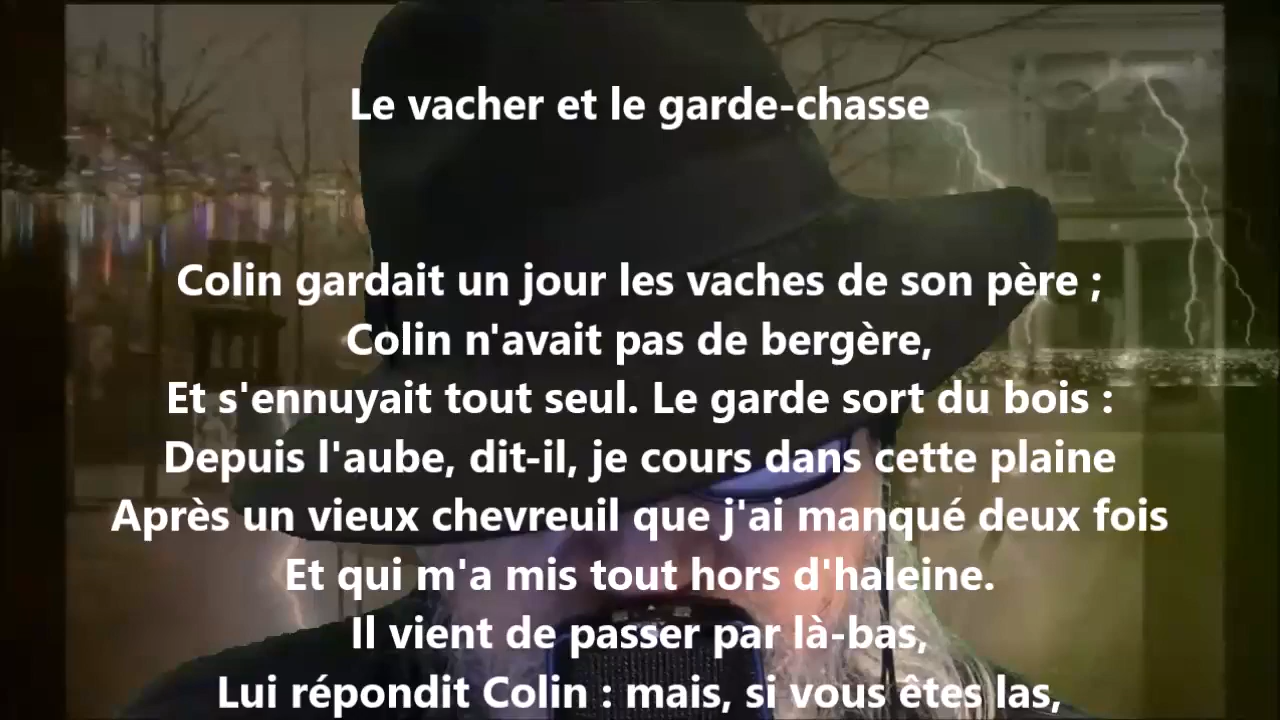 Le vacher et le garde-chasse
Colin gardait un jour les vaches de son père ;
Colin n'avait pas de bergère,
Et s'ennuyait tout seul. Le garde sort du bois :
Depuis l'aube, dit-il, je cours dans cette plaine
Après un vieux chevreuil que j'ai manqué deux fois
Et qui m'a mis tout hors d'haleine.
Il vient de passer par là-bas,
Lui répondit Colin : mais, si vous êtes las,